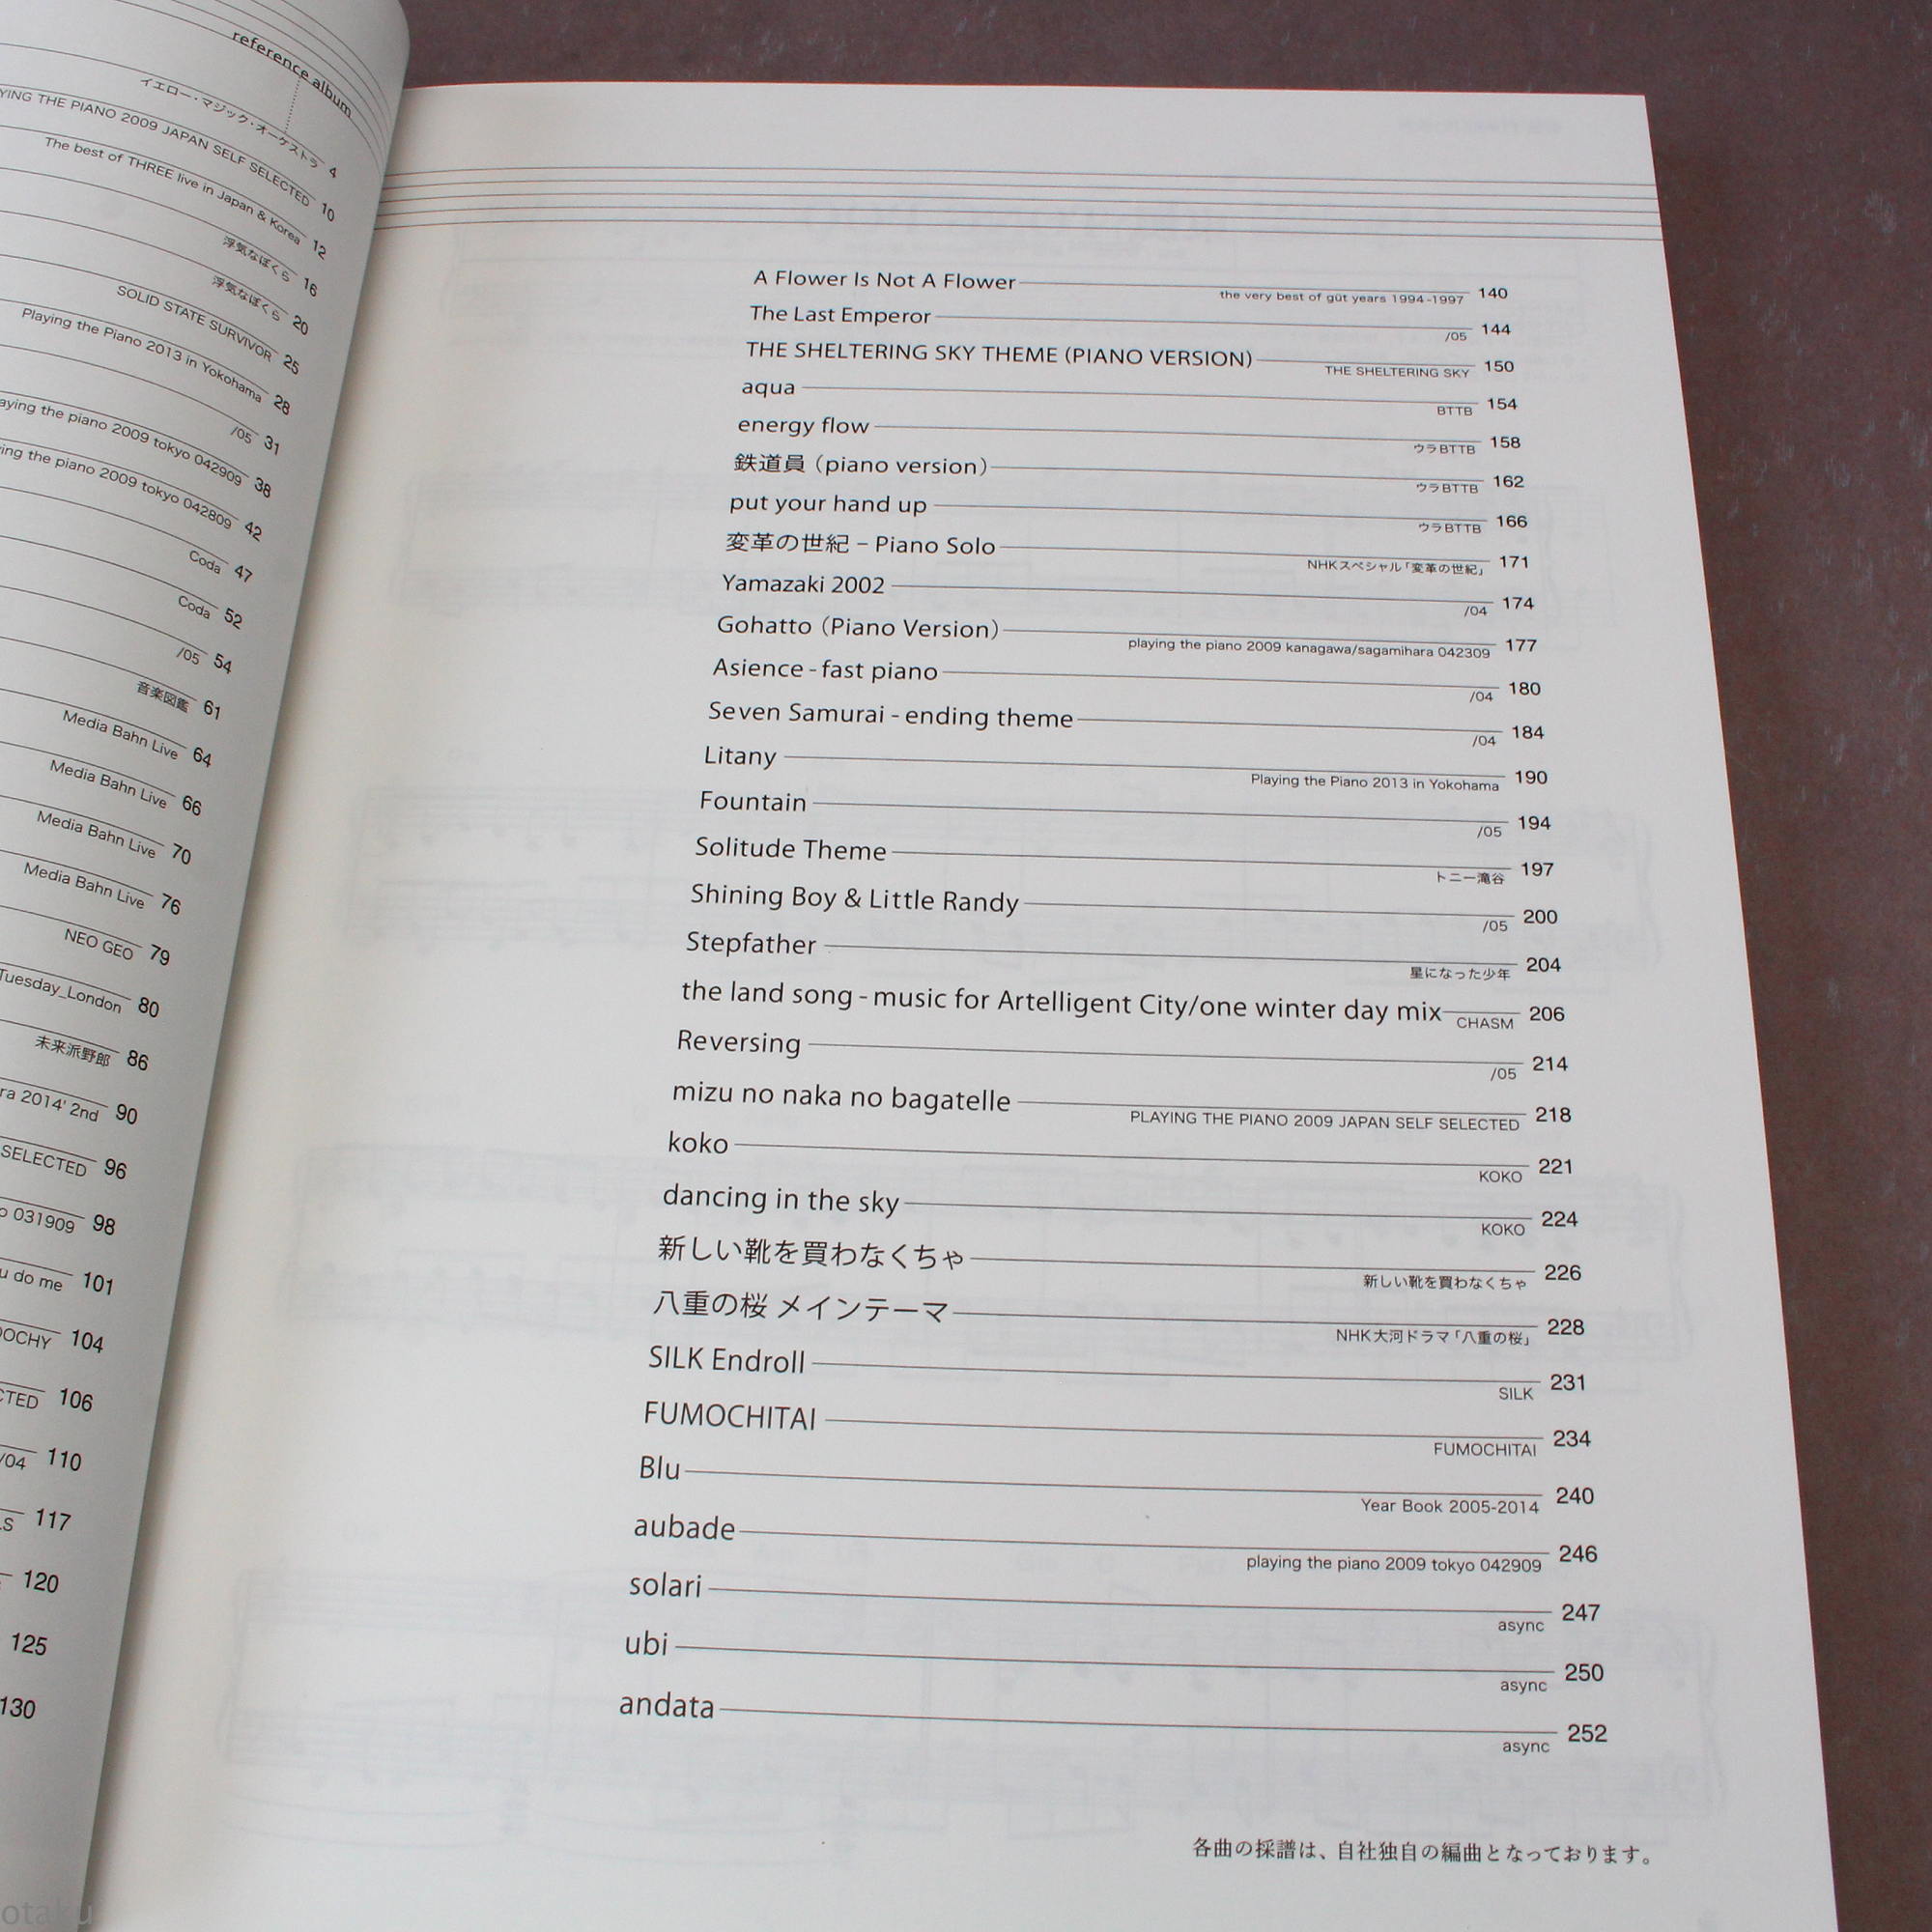 reference album
イエロー・マジック・オーケストラ 4
THE PIANO 2009 JAPAN SELF SELECTED 10
The best of THREE live in Japan & Korea 12
浮気なぼくら 16
浮気なぼくら 20
SOLID STATE SURVIVOR 25
Playing the Piano 2013 in Yokohama 28
/05 31
the piano 2009 tokyo 042909 38
the piano 2009 tokyo 042809 42
Coda 47
Coda 52
/05 54
音楽図鑑 61
Media Bahn Live 64
Media Bahn Live 66
Media Bahn Live 70
Media Bahn Live 76
NEO GEO 79
Tuesday_London 80
未来派野郎 86
2014' 2nd 90
SELECTED 96
031909 98
do me 101
104
106
/04 110
117
120
125
130
A Flower Is Not A Flower 140
the very best of güt years 1994-1997
The Last Emperor 144
/05
THE SHELTERING SKY THEME (PIANO VERSION) 150
THE SHELTERING SKY
aqua 154
BTTB
energy flow 158
ウラBTTB
鉄道員（piano version） 162
ウラBTTB
put your hand up 166
ウラBTTB
変革の世紀 – Piano Solo 171
NHKスペシャル「変革の世紀」
Yamazaki 2002 174
/04
Gohatto（Piano Version） 177
playing the piano 2009 kanagawa/sagamihara 042309
Asience - fast piano 180
/04
Seven Samurai - ending theme 184
/04
Litany 190
Playing the Piano 2013 in Yokohama
Fountain 194
/05
Solitude Theme 197
トニー滝谷
Shining Boy & Little Randy 200
/05
Stepfather 204
星になった少年
the land song - music for Artelligent City/one winter day mix 206
CHASM
Reversing 214
/05
mizu no naka no bagatelle 218
PLAYING THE PIANO 2009 JAPAN SELF SELECTED
koko 221
KOKO
dancing in the sky 224
KOKO
新しい靴を買わなくちゃ 226
新しい靴を買わなくちゃ
八重の桜 メインテーマ 228
NHK大河ドラマ「八重の桜」
SILK Endroll 231
SILK
FUMOCHITAI 234
FUMOCHITAI
Blu 240
Year Book 2005-2014
aubade 246
playing the piano 2009 tokyo 042909
solari 247
async
ubi 250
async
andata 252
async
各曲の採譜は、自社独自の編曲となっております。
otaku